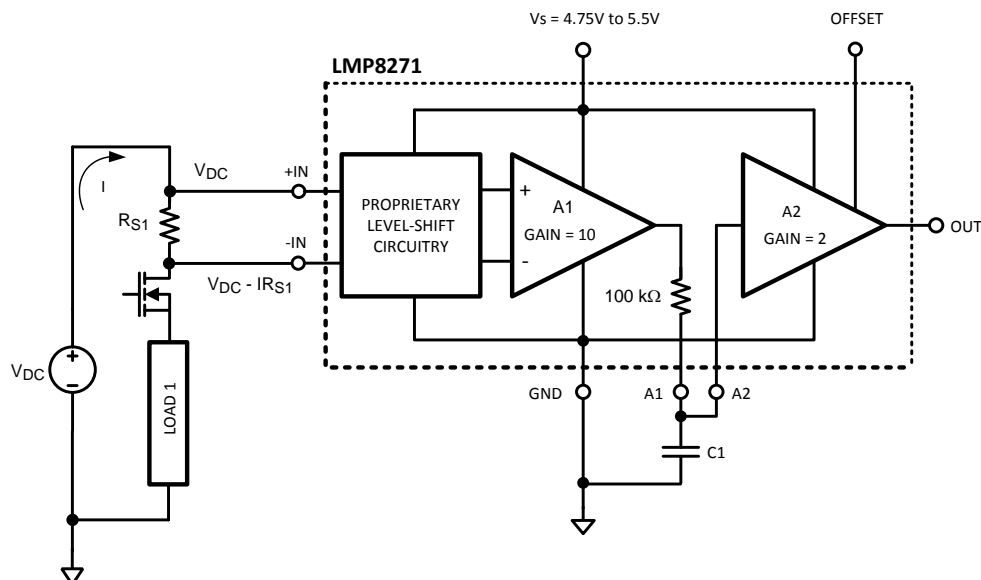 Vs = 4.75V to 5.5V
OFFSET
LMP8271
VDC
+IN
I
RS1
PROPRIETARY
LEVEL-SHIFT
CIRCUITRY
+
A1
GAIN = 10
-
A2
GAIN = 2
OUT
-IN
VDC - IRS1
100 kΩ
VDC
+
-
LOAD 1
GND
A1
A2
C1